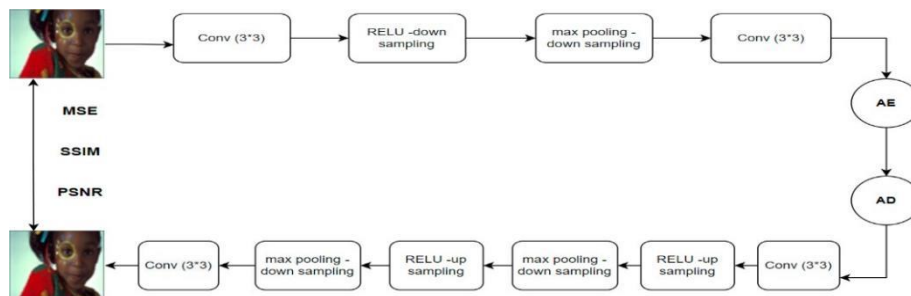 Conv (3*3)
RELU -down
sampling
max pooling -
down sampling
Conv (3*3)
AE
MSE
SSIM
PSNR
AD
Conv (3*3)
max pooling -
down sampling
RELU -up
sampling
max pooling -
down sampling
RELU -up
sampling
Conv (3*3)